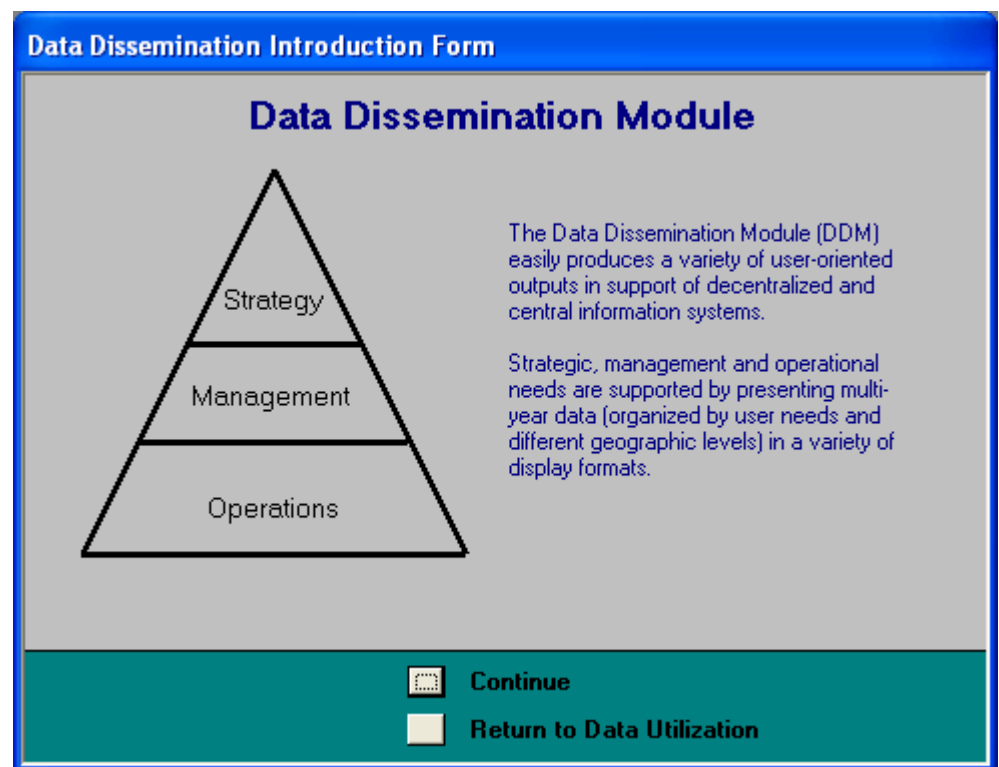 Data Dissemination Introduction Form
Data Dissemination Module
Strategy
Management
Operations
The Data Dissemination Module (DDM)
easily produces a variety of user-oriented
outputs in support of decentralized and
central information systems.
Strategic, management and operational
needs are supported by presenting multi-
year data (organized by user needs and
different geographic levels) in a variety of
display formats.
Continue
Return to Data Utilization